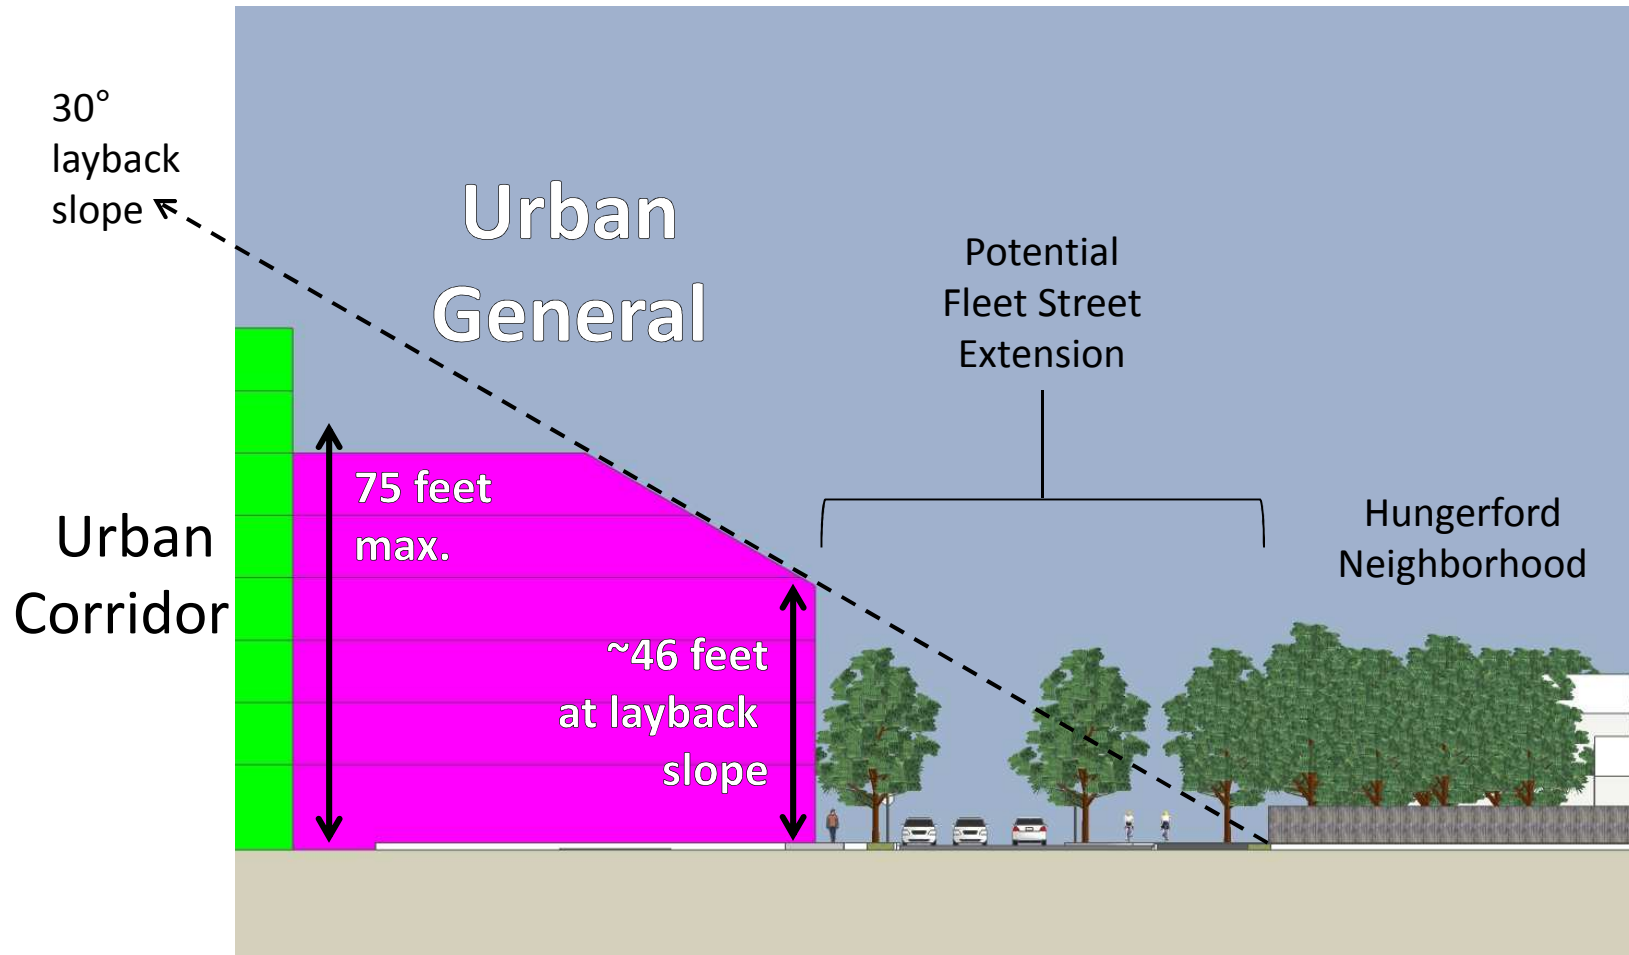 30°
layback
slope
Urban
General
Potential
Fleet Street
Extension
75 feet
max.
Urban
Corridor
Hungerford
Neighborhood
~46 feet
at layback
slope